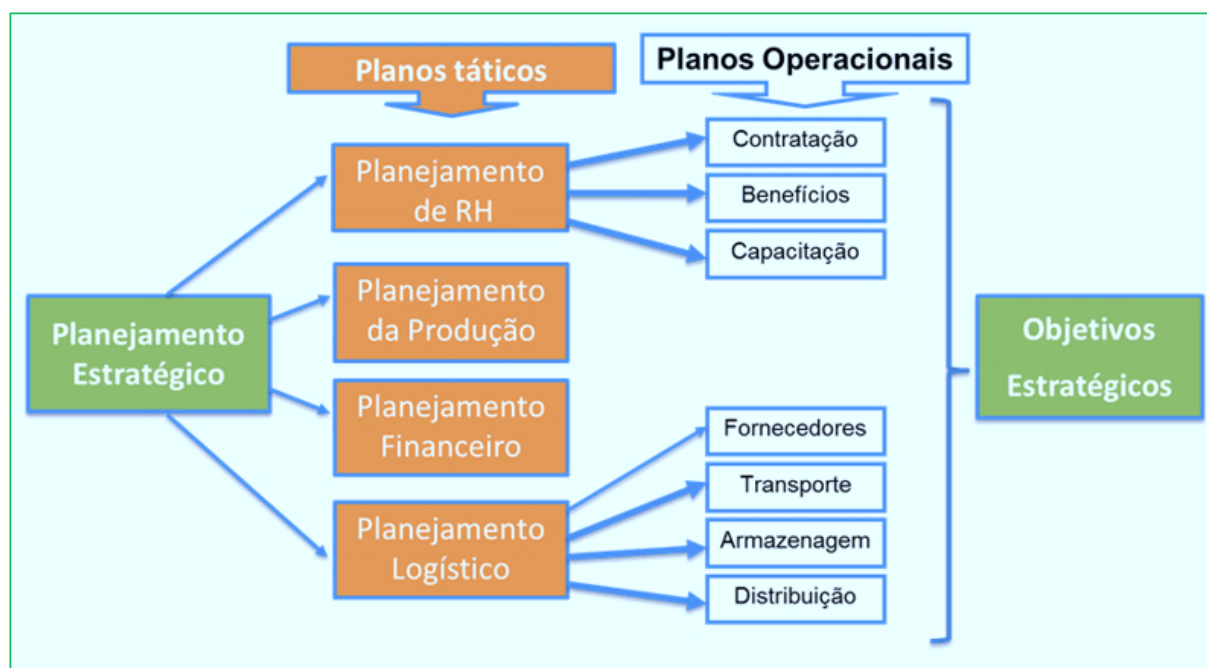 Planos táticos
Planos Operacionais
Planejamento
de RH
Contratação
Benefícios
Capacitação
Planejamento
Estratégico
Planejamento
da Produção
Planejamento
Financeiro
Planejamento
Logístico
Fornecedores
Transporte
Armazenagem
Distribuição
Objetivos
Estratégicos